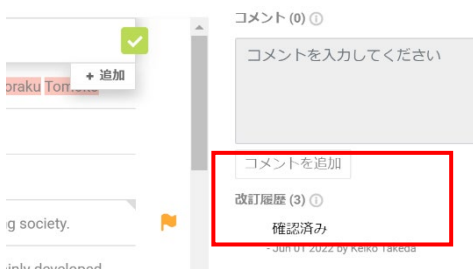 コメント (0)
コメントを入力してください
+ 追加
oraku
コメントを追加
改訂履歴 (3)
確認済み
- Jun 01 2022 by Keiko Takeda
g society.
inly developed